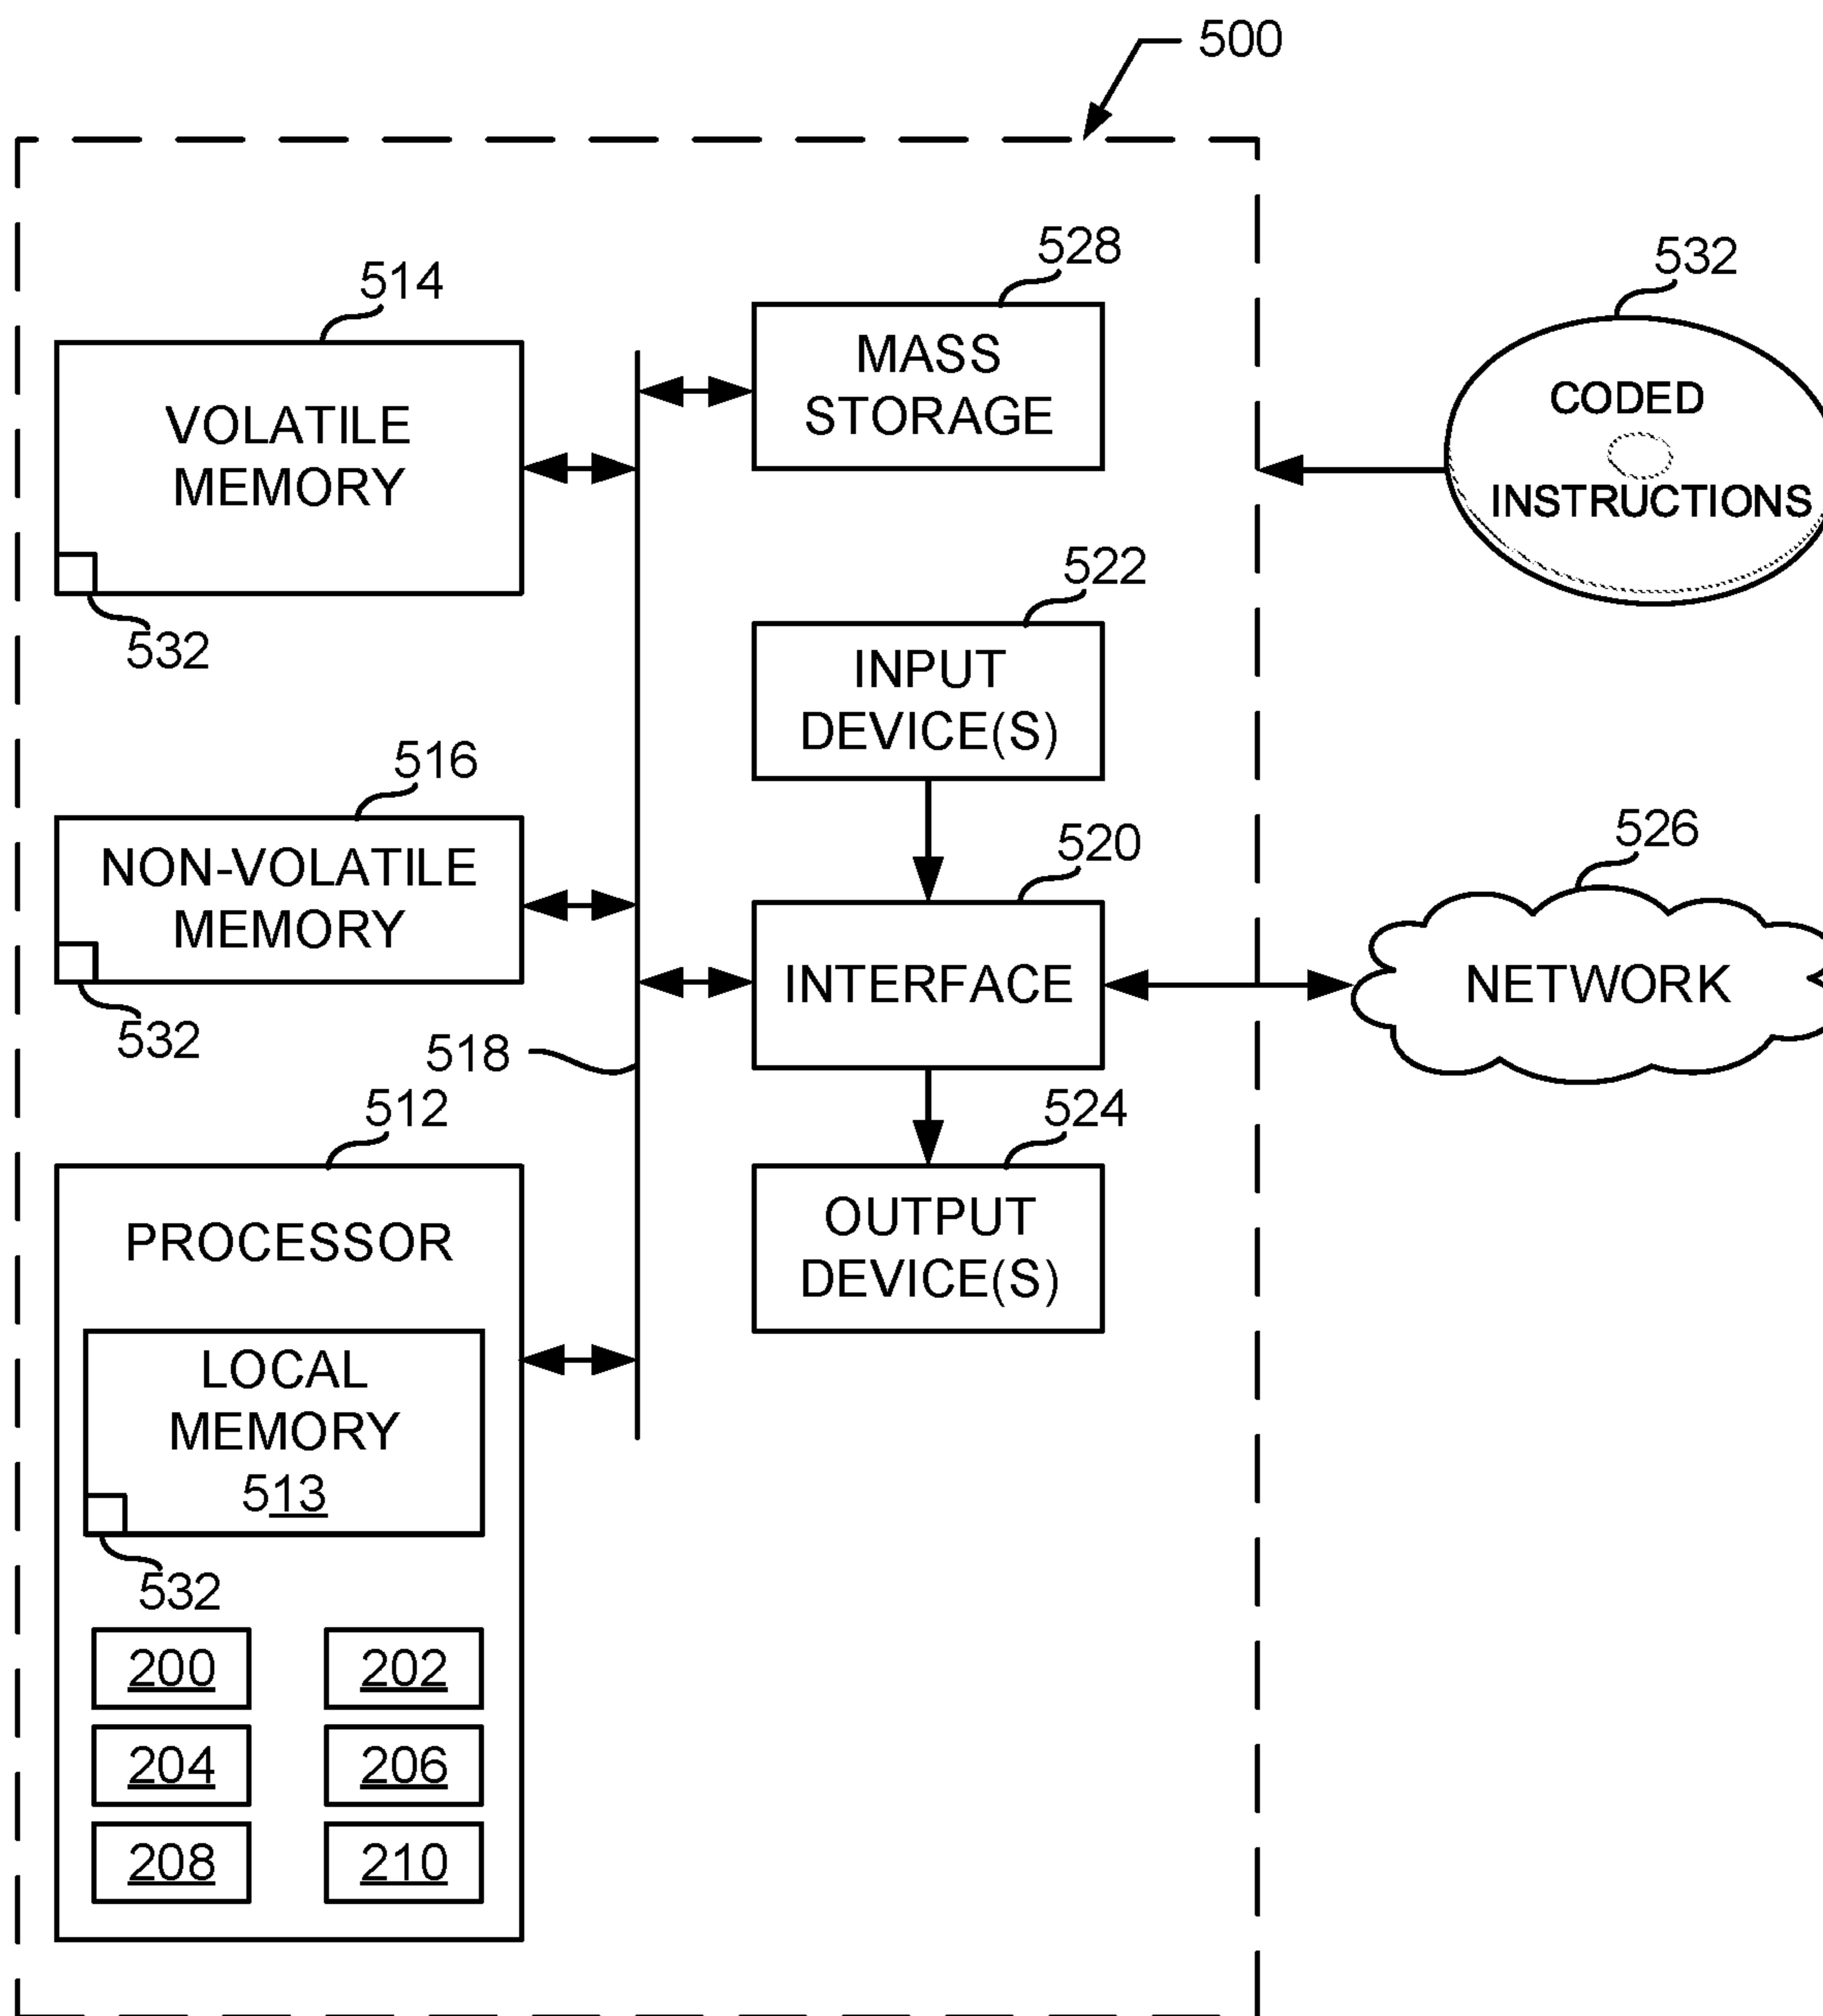 500
528
532
514
MASS
STORAGE
CODED
INSTRUCTIONS
VOLATILE
MEMORY
522
532
INPUT
DEVICE(S)
516
520
526
NON-VOLATILE
MEMORY
INTERFACE
NETWORK
532
518
512
524
PROCESSOR
OUTPUT
DEVICE(S)
LOCAL
MEMORY
513
532
200
202
204
206
208
210